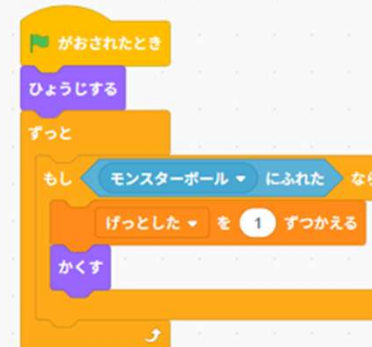 がおされたとき
ひょうじする
ずっと
もし モンスターボール にふれた なら
げっとした を 1 ずつかえる
かくす